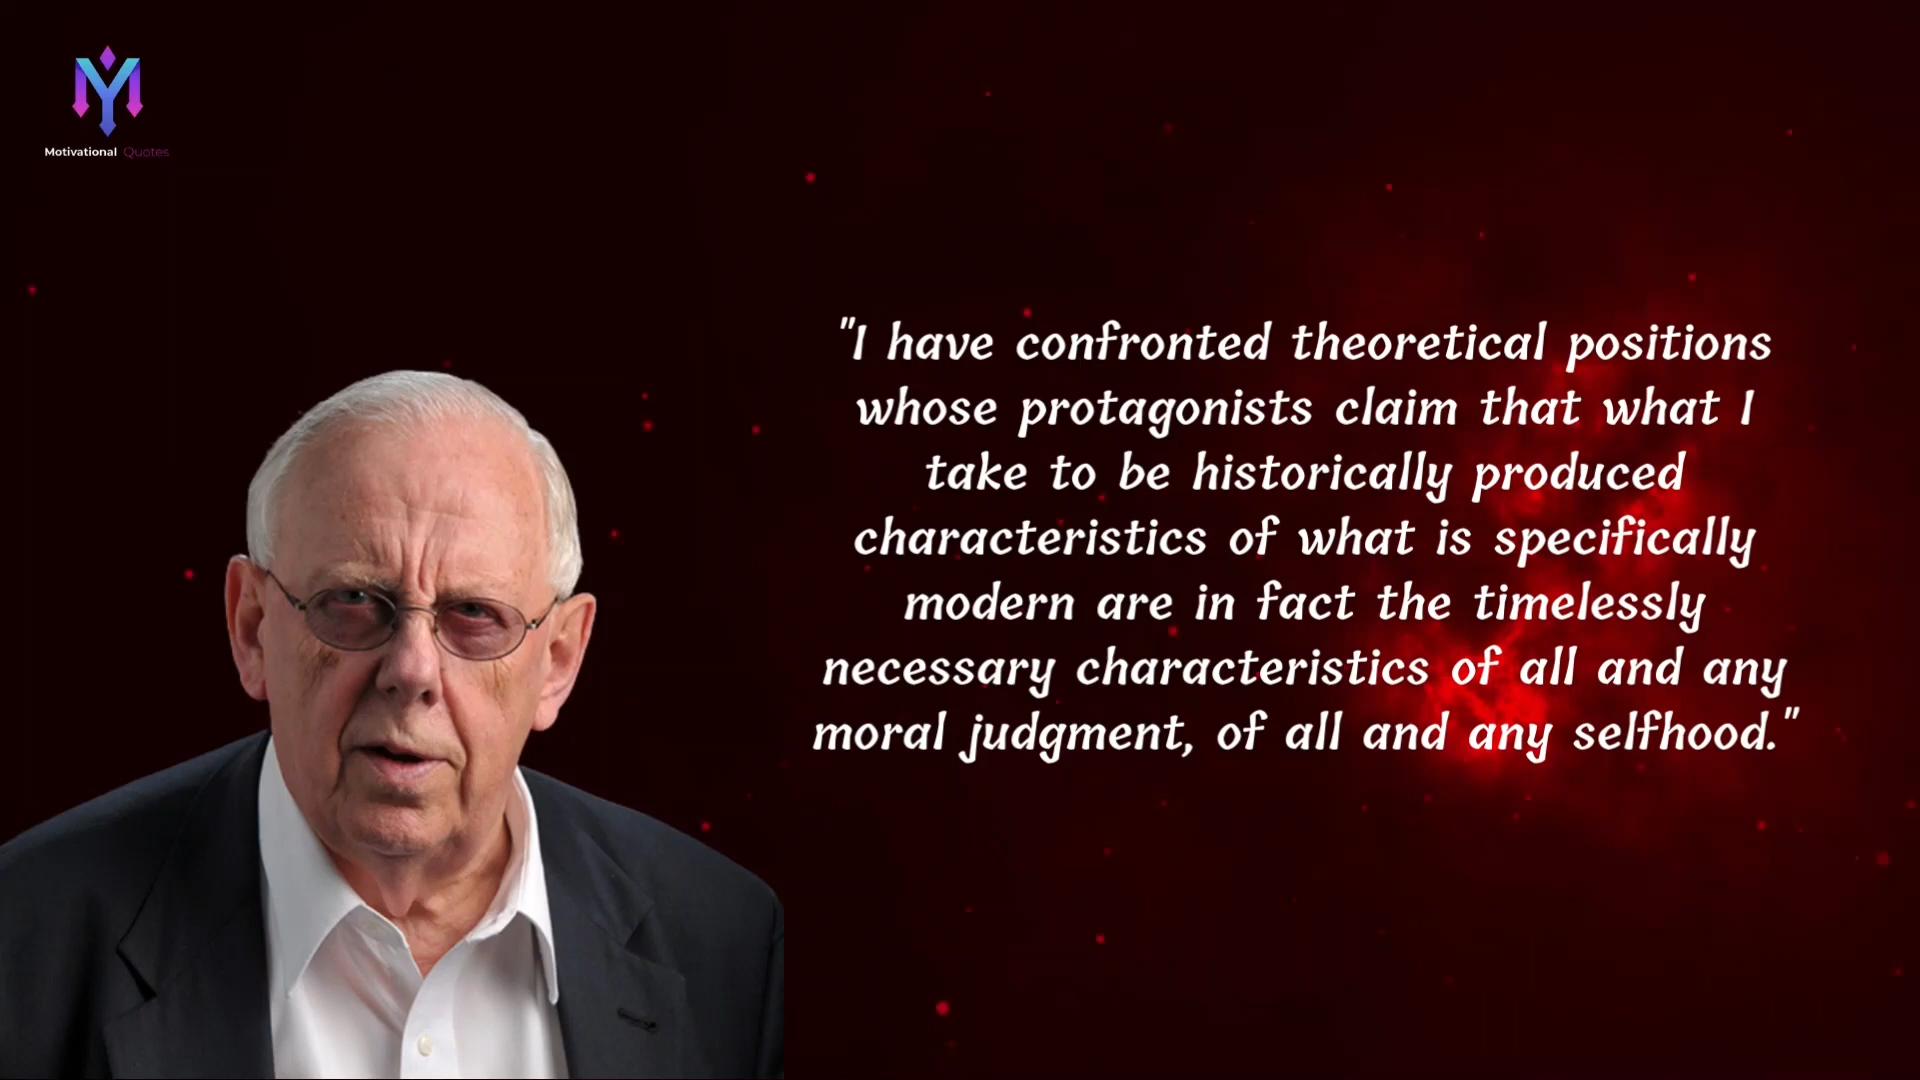 Motivational Quotes
"I have confronted theoretical positions
whose protagonists claim that what I
take to be historically produced
characteristics of what is specifically
modern are in fact the timelessly
necessary characteristics of all and any
moral judgment, of all and any selfhood."